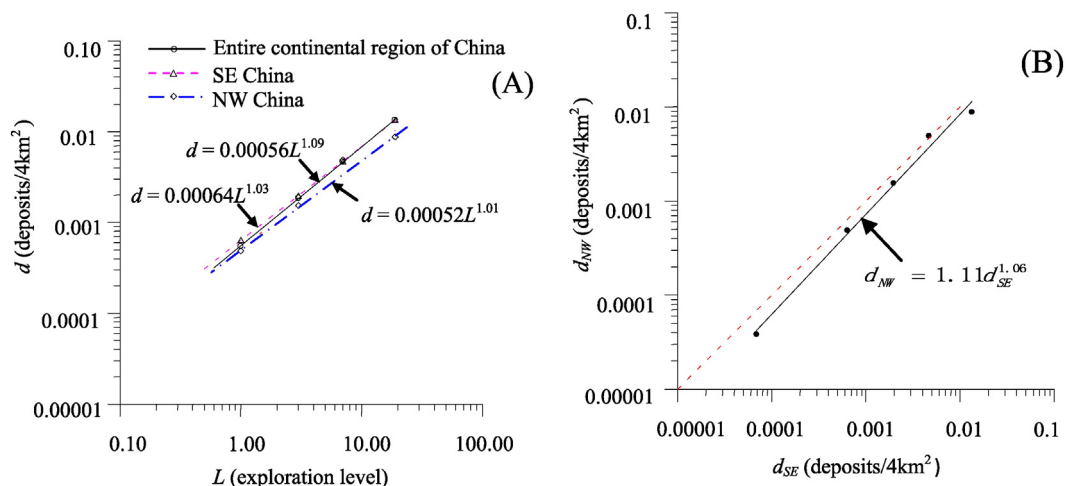 (A)
Entire continental region of China
SE China
NW China
0.10
0.01
0.001
0.0001
0.00001
d (deposits/4km²)
d = 0.00056L^1.09
d = 0.00064L^1.03
d = 0.00052L^1.01
0.10 1.00 10.00 100.00
L (exploration level)
(B)
0.1
0.01
0.001
0.0001
0.00001
d_NW (deposits/4km²)
d_NW = 1.11d_SE^1.06
0.00001 0.0001 0.001 0.01 0.1
d_SE (deposits/4km²)